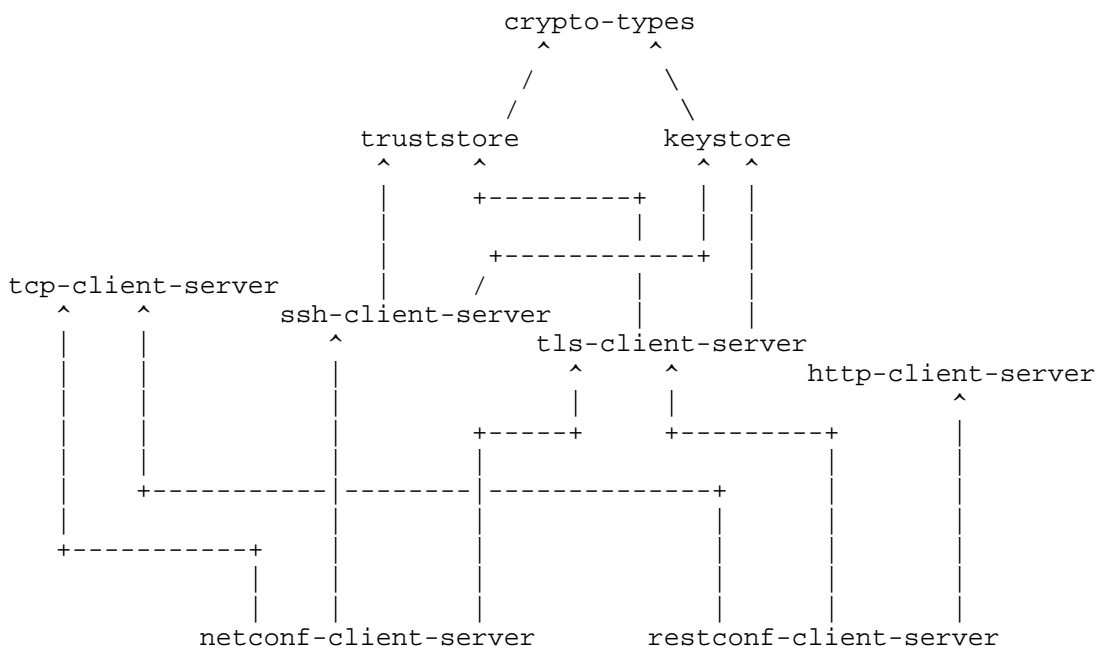 crypto-types
truststore keystore
tcp-client-server
ssh-client-server
tls-client-server
http-client-server
netconf-client-server restconf-client-server